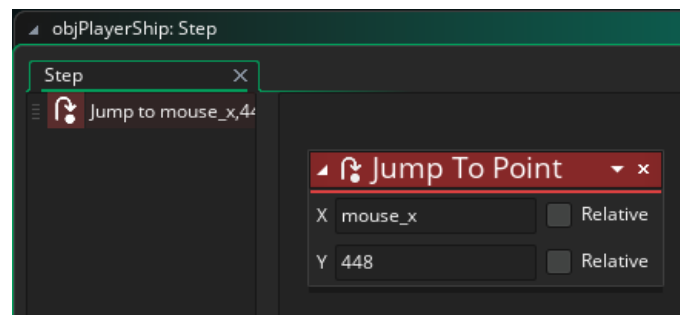 objPlayerShip: Step
Step
Jump to mouse_x,44
Jump To Point
X mouse_x Relative
Y 448 Relative